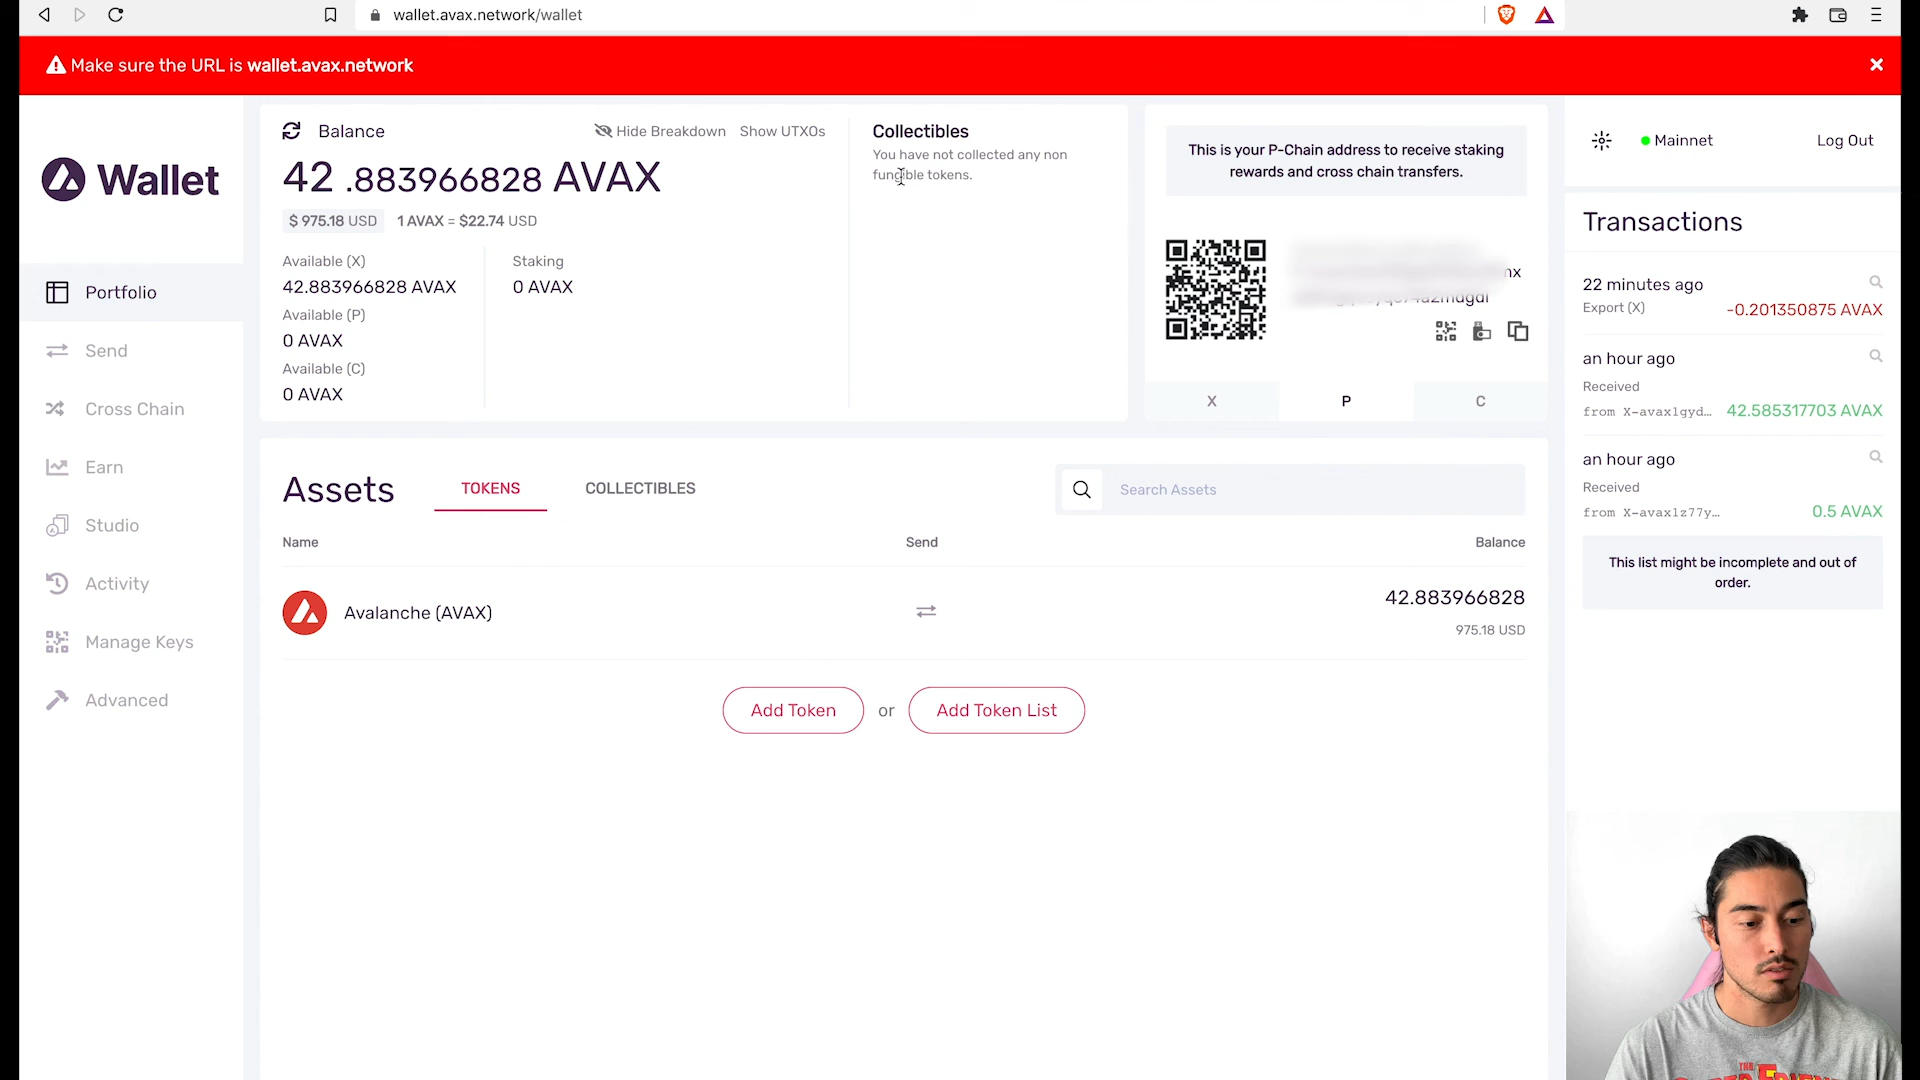 wallet.avax.network/wallet
Make sure the URL is wallet.avax.network
Wallet
Portfolio
Send
Cross Chain
Earn
Studio
Activity
Manage Keys
Advanced
Balance
Hide Breakdown
Show UTXOs
42 .883966828 AVAX
$ 975.18 USD
1 AVAX = $22.74 USD
Available (X)
42.883966828 AVAX
Available (P)
0 AVAX
Available (C)
0 AVAX
Staking
0 AVAX
Collectibles
You have not collected any non
fungible tokens.
This is your P-Chain address to receive staking
rewards and cross chain transfers.
X
P
C
Mainnet
Log Out
Transactions
22 minutes ago
Export (X)
-0.201350875 AVAX
an hour ago
Received
from X-avax1gyd…
42.585317703 AVAX
an hour ago
Received
from X-avax1z77y…
0.5 AVAX
This list might be incomplete and out of
order.
Assets
TOKENS
COLLECTIBLES
Search Assets
Name
Send
Balance
Avalanche (AVAX)
42.883966828
975.18 USD
Add Token
or
Add Token List
THE